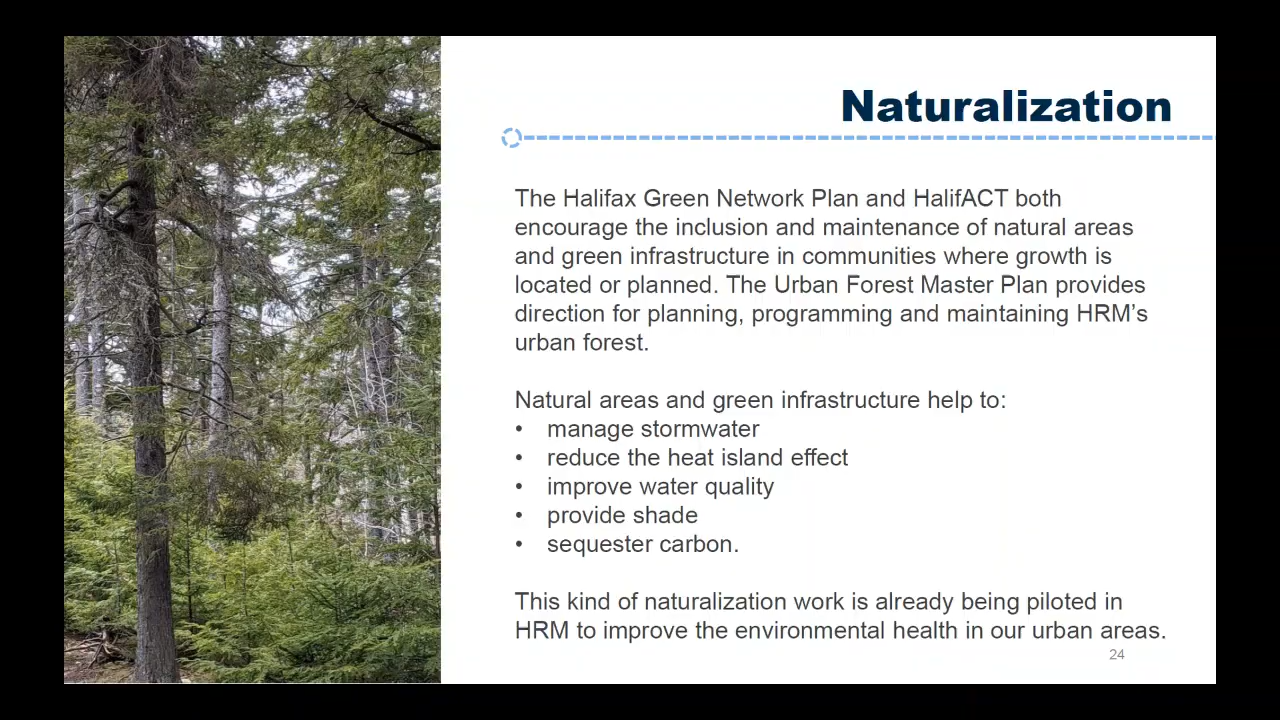 Naturalization
The Halifax Green Network Plan and HalifACT both
encourage the inclusion and maintenance of natural areas
and green infrastructure in communities where growth is
located or planned. The Urban Forest Master Plan provides
direction for planning, programming and maintaining HRM's
urban forest.
Natural areas and green infrastructure help to:
• manage stormwater
• reduce the heat island effect
• improve water quality
• provide shade
• sequester carbon.
This kind of naturalization work is already being piloted in
HRM to improve the environmental health in our urban areas.
24